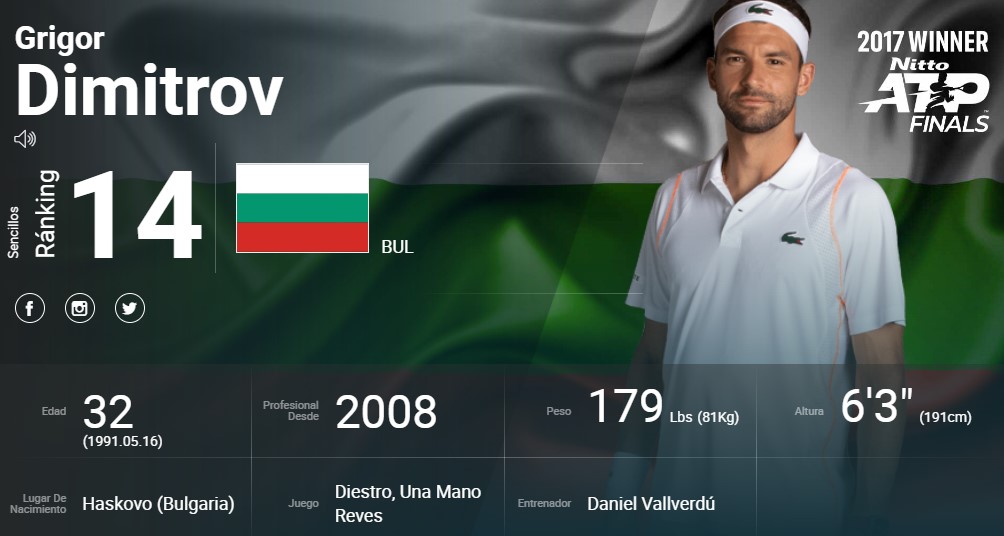 Grigor
Dimitrov
2017 WINNER
Nitto
ATP
FINALS
Sencillos
Ránking
14
BUL
Edad
32
(1991.05.16)
Profesional
Desde
2008
Peso
179 Lbs (81Kg)
Altura
6'3" (191cm)
Lugar De
Nacimiento
Haskovo (Bulgaria)
Juego
Diestro, Una Mano
Reves
Entrenador
Daniel Vallverdú